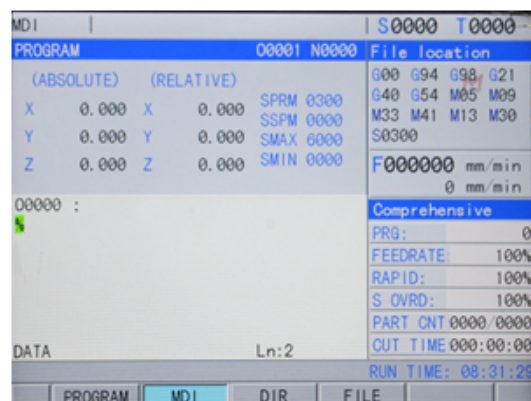 MDI
S0000 T0000
PROGRAM O0001 N0000
File location
(ABSOLUTE) (RELATIVE)
G00 G94 G98 G21
G40 G54 M05 M09
M33 M41 M13 M30
S0300
X 0.000 X 0.000
Y 0.000 Y 0.000
Z 0.000 Z 0.000
SPRM 0300
SSPM 0000
SMAX 6000
SMIN 0000
F000000 mm/min
0 mm/min
O0000 :
%
Comprehensive
PRG: 0
FEEDRATE: 100%
RAPID: 100%
S OVRD: 100%
PART CNT 0000/0000
CUT TIME 000:00:00
DATA Ln:2
RUN TIME: 08:31:29
PROGRAM MDI DIR FILE